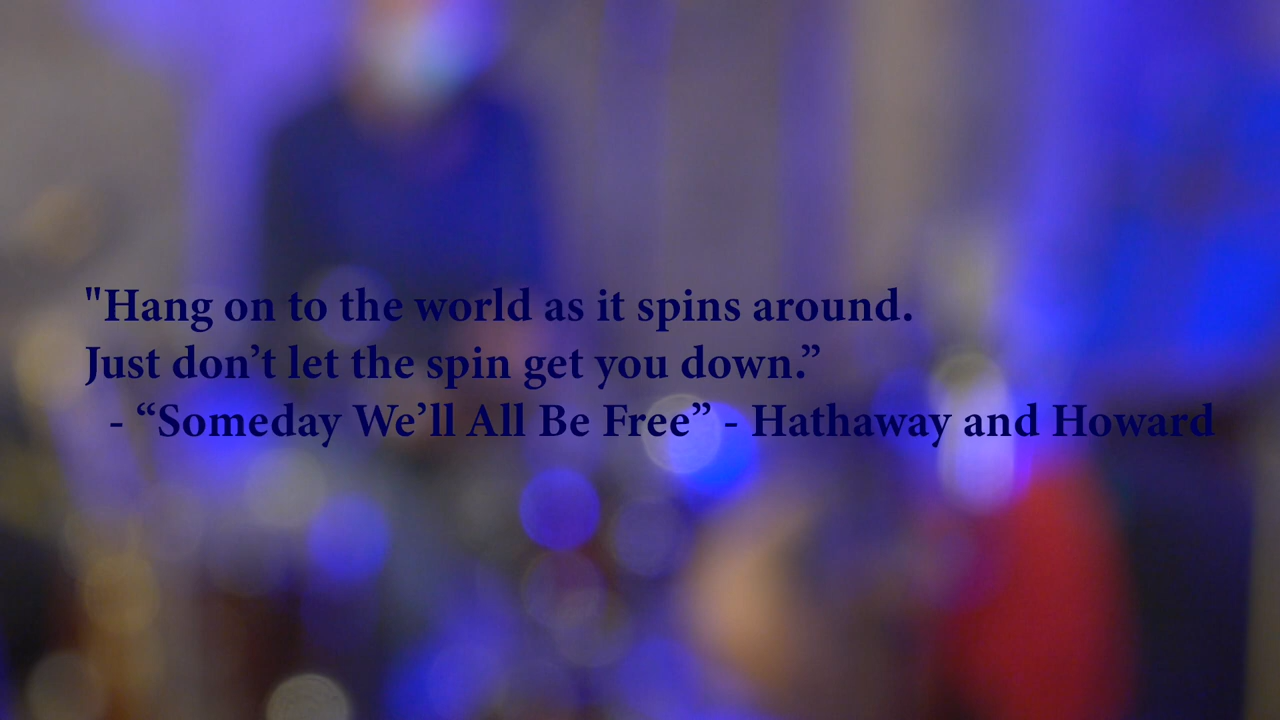 "Hang on to the world as it spins around.
Just don’t let the spin get you down.”
- “Someday We’ll All Be Free” - Hathaway and Howard